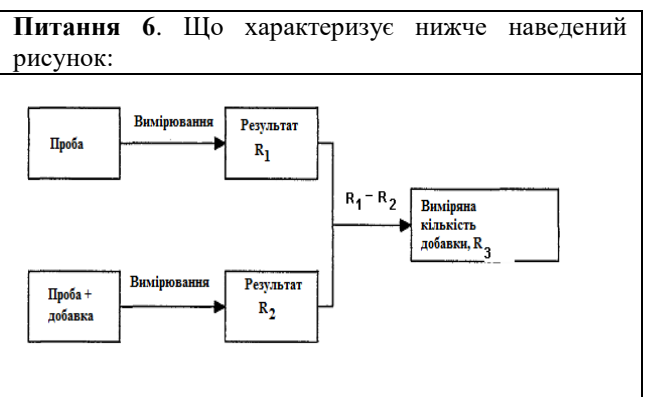 Питання 6. Що характеризує нижче наведений
рисунок:
Проба
Вимірювання
Результат
R1
R1 - R2
Виміряна
кількість
добавки, R3
Проба +
добавка
Вимірювання
Результат
R2